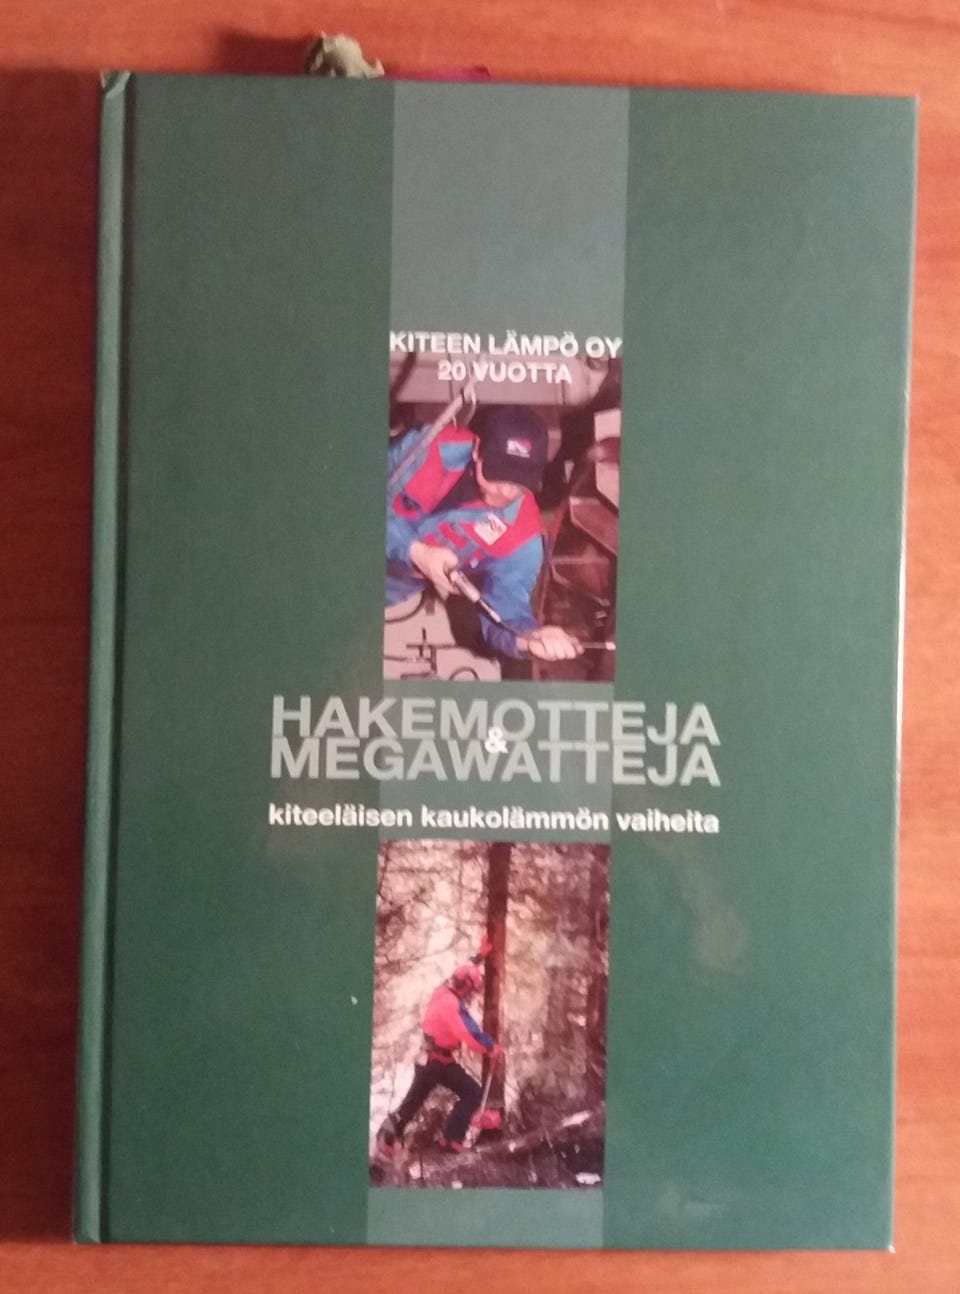 KITEEN LÄMPÖ OY
20 VUOTTA
HAKEMOTTEJA
&
MEGAWATTEJA
kiteeläisen kaukolämmön vaiheita